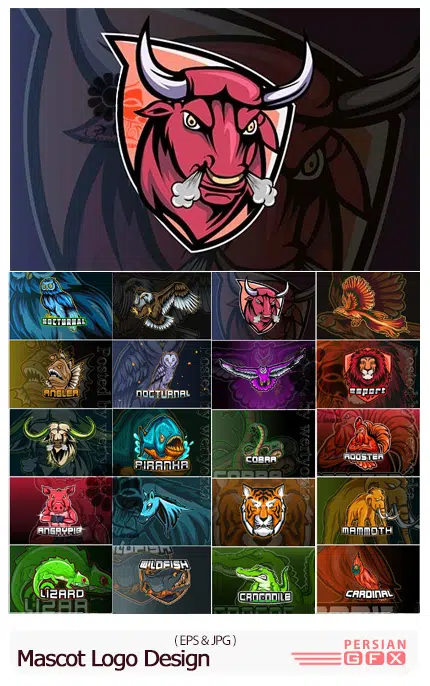 NOCTURNAL
ANGLER
NOCTURNAL
ESPORT
PIRANHA
COBRA
ROOSTER
ANGRYPIG
MAMMOTH
LIZARD
WILDFISH
CROCODILE
CARDINAL
( EPS & JPG )
Mascot Logo Design
PERSIAN
GFX